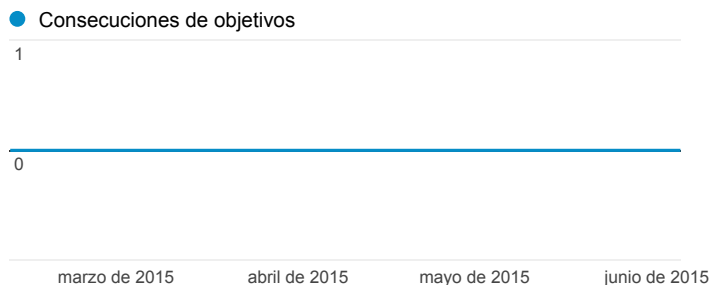 Consecuciones de objetivos
1
0
marzo de 2015 abril de 2015 mayo de 2015 junio de 2015